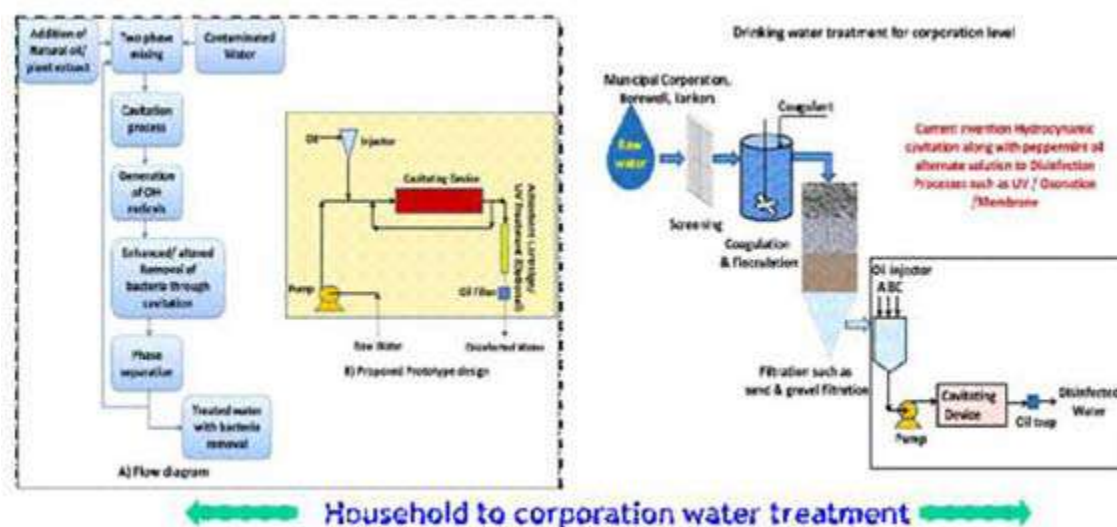 Addition of
Natural oil/
plant extract
Two phase
mixing
Contaminated
Water
Cavitation
process
Generation
of OH
radicals
Enhanced/ altered
Removal of
bacteria through
cavitation
Phase
separation
Treated water
with bacteria
removal
A) Flow diagram
Oil
Injector
Cavitating Device
UV Treatment (Optional)
Pump
Oil Filter
Raw Water
Disinfected Water
B) Proposed Prototype design
Drinking water treatment for corporation level
Municipal Corporation,
Borewell, Tankers
Raw
water
Screening
Coagulant
Coagulation
& Flocculation
Current invention Hydrodynamic
cavitation along with peppermint oil
alternate solution to Disinfection
Processes such as UV / Ozonation
/Membrane
Filtration such as
sand & gravel filtration
Oil injector
A BC
Pump
Cavitating
Device
Oil trap
Disinfected
Water
Household to corporation water treatment